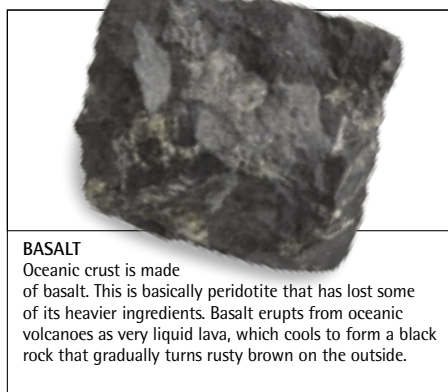 BASALT
Oceanic crust is made
of basalt. This is basically peridotite that has lost some
of its heavier ingredients. Basalt erupts from oceanic
volcanoes as very liquid lava, which cools to form a black
rock that gradually turns rusty brown on the outside.